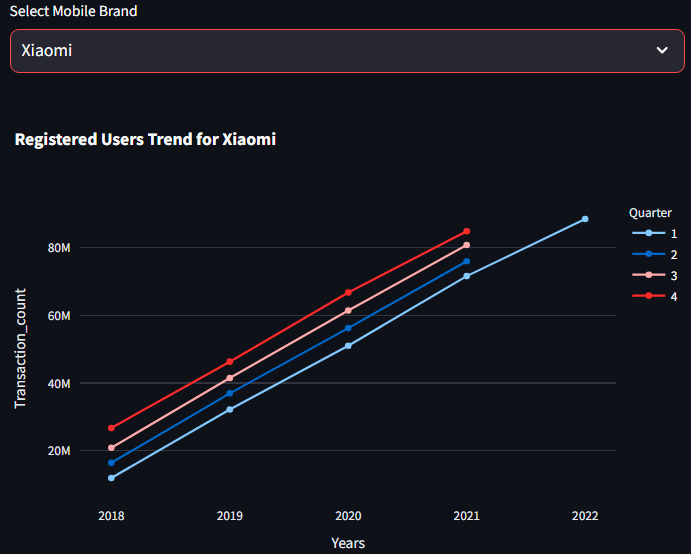 Select Mobile Brand
Xiaomi
Registered Users Trend for Xiaomi
Quarter
1
2
3
4
80M
60M
40M
20M
Transaction_count
2018 2019 2020 2021 2022
Years